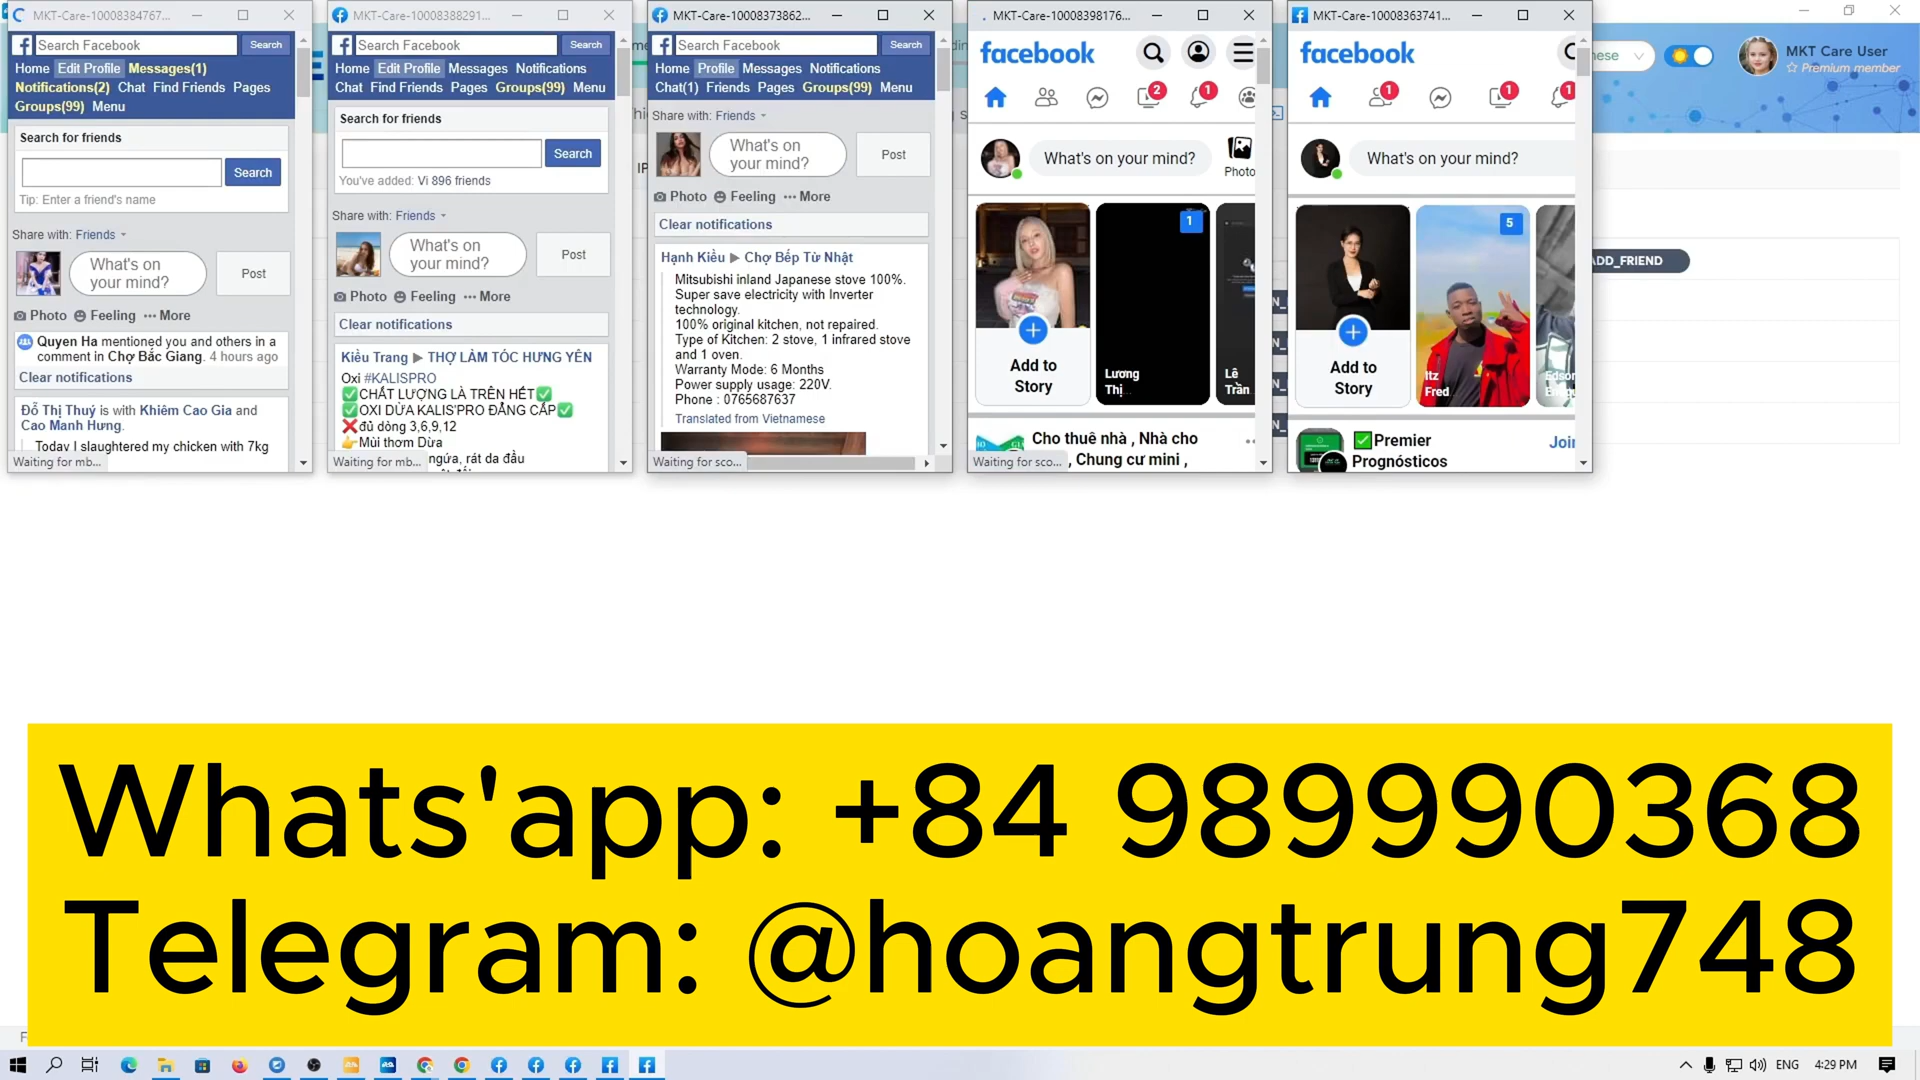 MKT-Care-10008384767...
Search Facebook
Search
Home Edit Profile Messages(1)
Notifications(2) Chat Find Friends Pages
Groups(99) Menu
Search for friends
Search
Tip: Enter a friend's name
Share with: Friends
What's on
your mind?
Post
Photo Feeling More
Quyen Ha mentioned you and others in a
comment in Chợ Bắc Giang. 4 hours ago
Clear notifications
Đỗ Thị Thuý is with Khiêm Cao Gia and
Cao Manh Hưng.
Today I slaughtered my chicken with 7kg
Waiting for mb...
MKT-Care-10008388291...
Search Facebook
Search
Home Edit Profile Messages Notifications
Chat Find Friends Pages Groups(99) Menu
Search for friends
Search
You've added: Vi 896 friends
Share with: Friends
What's on
your mind?
Post
Photo Feeling More
Clear notifications
Kiều Trang ▶ THỢ LÀM TÓC HƯNG YÊN
Oxi #KALISPRO
✅CHẤT LƯỢNG LÀ TRÊN HẾT✅
✅OXI DỪA KALIS'PRO ĐẲNG CẤP✅
❌đủ dòng 3,6,9,12
👉Mùi thơm Dừa
ngứa, rát da đầu
Waiting for mb...
MKT-Care-10008373862...
Search Facebook
Search
Home Profile Messages Notifications
Chat(1) Friends Pages Groups(99) Menu
Share with: Friends
What's on
your mind?
Post
Photo Feeling More
Clear notifications
Hạnh Kiều ▶ Chợ Bếp Từ Nhật
Mitsubishi inland Japanese stove 100%.
Super save electricity with Inverter
technology.
100% original kitchen, not repaired.
Type of Kitchen: 2 stove, 1 infrared stove
and 1 oven.
Warranty Mode: 6 Months
Power supply usage: 220V.
Phone : 0765687637
Translated from Vietnamese
Waiting for sco...
MKT-Care-10008398176...
facebook
2
1
What's on your mind?
Photo
Add to
Story
1
Lương
Thị
Lê
Trần
Cho thuê nhà , Nhà cho
, Chung cư mini ,
Waiting for sco...
MKT-Care-10008363741...
facebook
1
1
1
What's on your mind?
Add to
Story
5
Itz
Fred
✅Premier
Prognósticos
Join
MKT Care User
Premium member
ADD_FRIEND
Whats'app: +84 989990368
Telegram: @hoangtrung748
ENG
4:29 PM